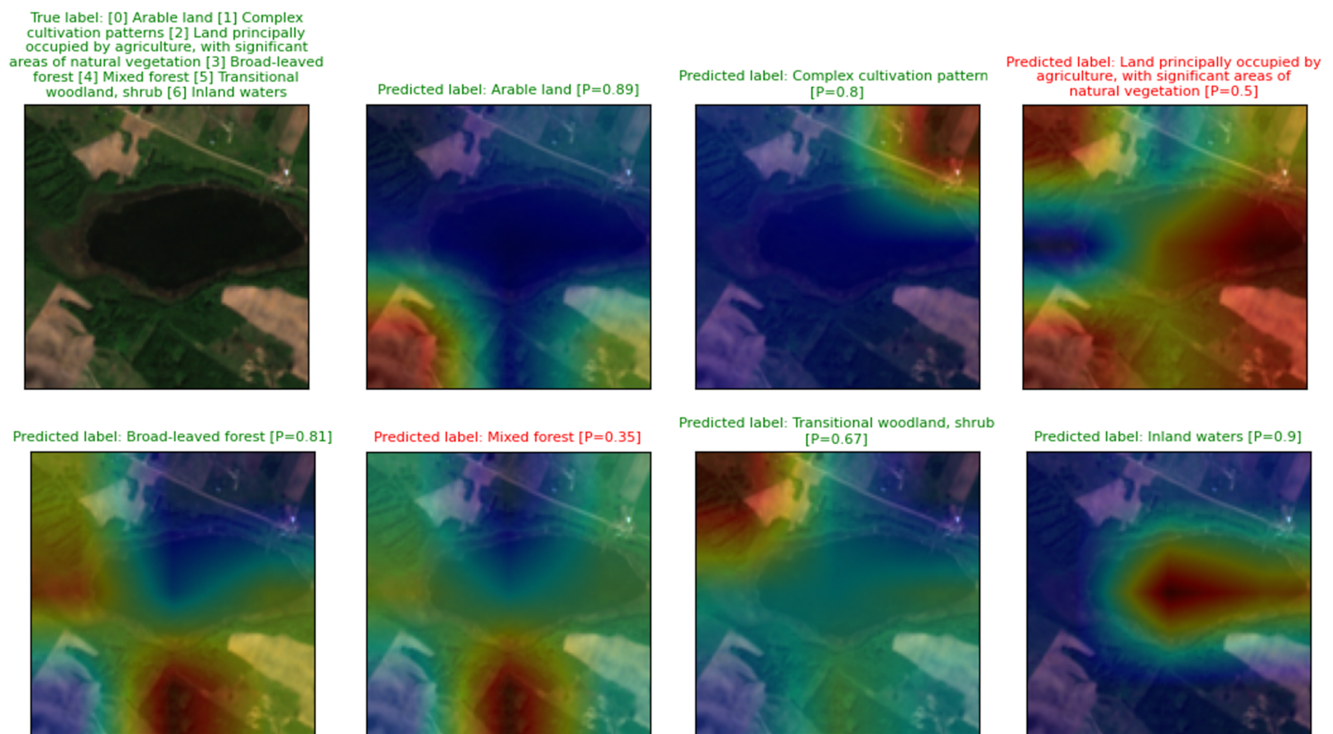 True label: [0] Arable land [1] Complex
cultivation patterns [2] Land principally
occupied by agriculture, with significant
areas of natural vegetation [3] Broad-leaved
forest [4] Mixed forest [5] Transitional
woodland, shrub [6] Inland waters
Predicted label: Arable land [P=0.89]
Predicted label: Complex cultivation pattern
[P=0.8]
Predicted label: Land principally occupied by
agriculture, with significant areas of
natural vegetation [P=0.5]
Predicted label: Broad-leaved forest [P=0.81]
Predicted label: Mixed forest [P=0.35]
Predicted label: Transitional woodland, shrub
[P=0.67]
Predicted label: Inland waters [P=0.9]